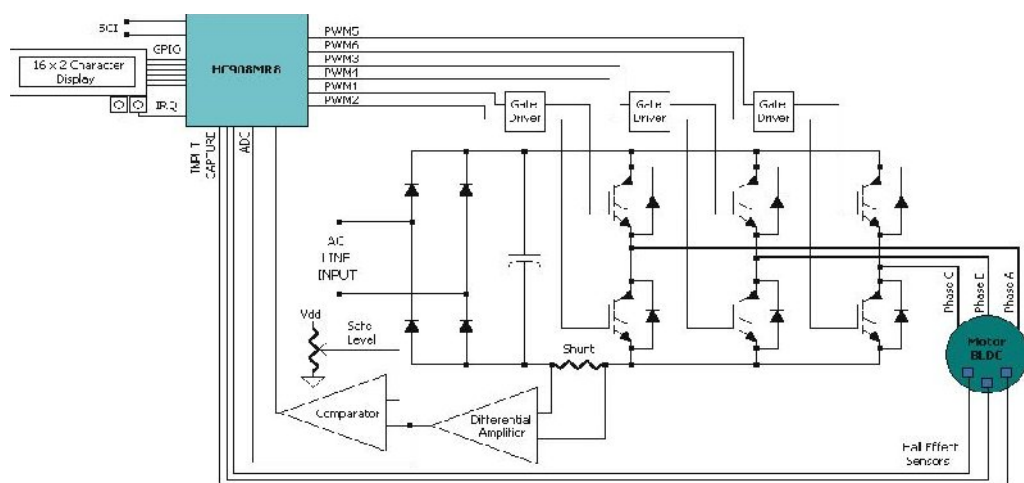 SCI
GPIO
16 x 2 Character
Display
IRQ
HC908MR8
PWM5
PWM6
PWM3
PWM4
PWM1
PWM2
INPUT
CAPTURE
ADC
Gate
Driver
Gate
Driver
Gate
Driver
AC
LINE
INPUT
Vdd
Level
Shunt
Comparator
Differential
Amplifier
Phase C
Phase B
Phase A
Motor
BLDC
Hall Effect
Sensors